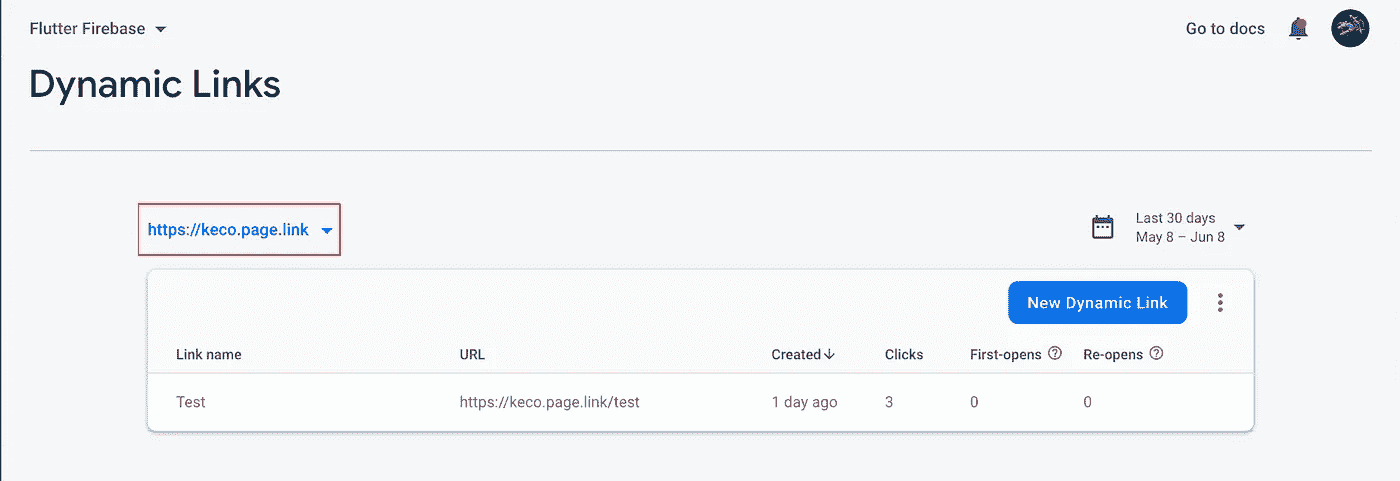 Flutter Firebase
Go to docs
Dynamic Links
https://keco.page.link
Last 30 days
May 8 – Jun 8
New Dynamic Link
Link name URL Created Clicks First-opens Re-opens
Test https://keco.page.link/test 1 day ago 3 0 0